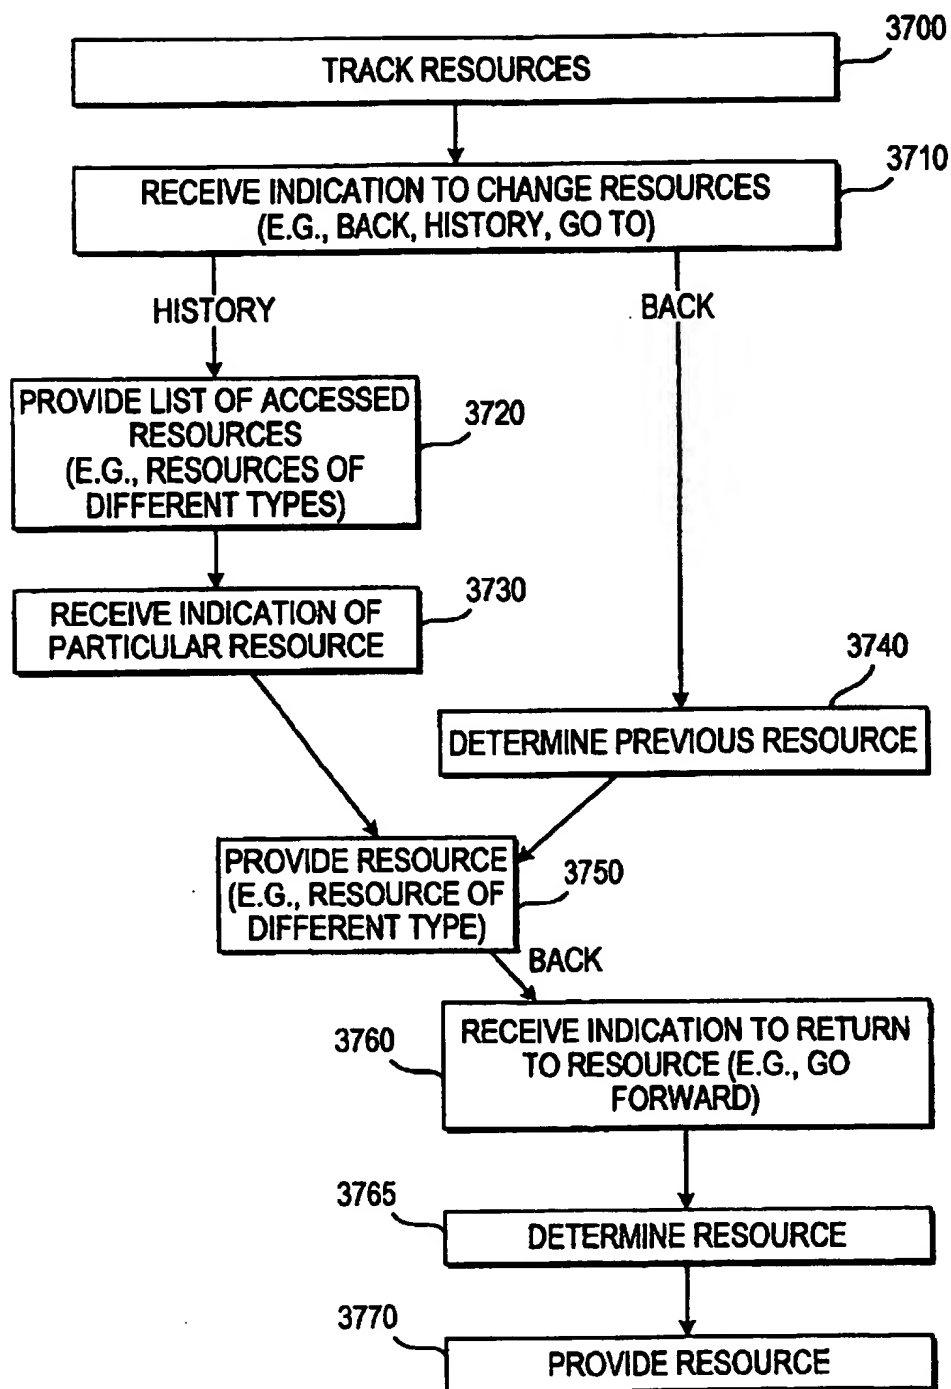 3700
TRACK RESOURCES
3710
RECEIVE INDICATION TO CHANGE RESOURCES
(E.G., BACK, HISTORY, GO TO)
HISTORY
BACK
PROVIDE LIST OF ACCESSED
RESOURCES
(E.G., RESOURCES OF
DIFFERENT TYPES)
3720
3730
RECEIVE INDICATION OF
PARTICULAR RESOURCE
3740
DETERMINE PREVIOUS RESOURCE
PROVIDE RESOURCE
(E.G., RESOURCE OF
DIFFERENT TYPE)
3750
BACK
3760
RECEIVE INDICATION TO RETURN
TO RESOURCE (E.G., GO
FORWARD)
3765
DETERMINE RESOURCE
3770
PROVIDE RESOURCE